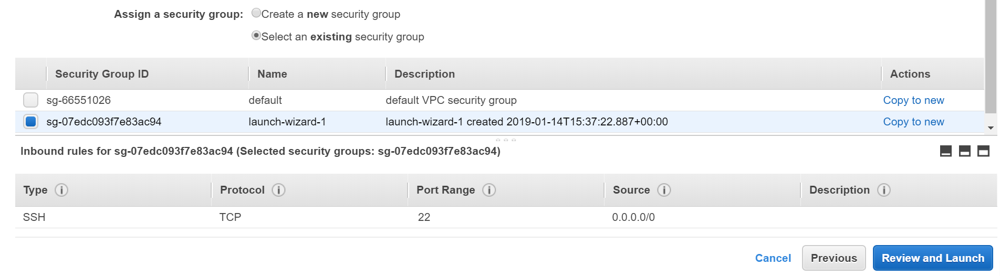 Assign a security group: Create a new security group
Select an existing security group
Security Group ID Name Description Actions
sg-66551026 default default VPC security group Copy to new
sg-07edc093f7e83ac94 launch-wizard-1 launch-wizard-1 created 2019-01-14T15:37:22.887+00:00 Copy to new
Inbound rules for sg-07edc093f7e83ac94 (Selected security groups: sg-07edc093f7e83ac94)
Type i Protocol i Port Range i Source i Description i
SSH TCP 22 0.0.0.0/0
Cancel Previous Review and Launch